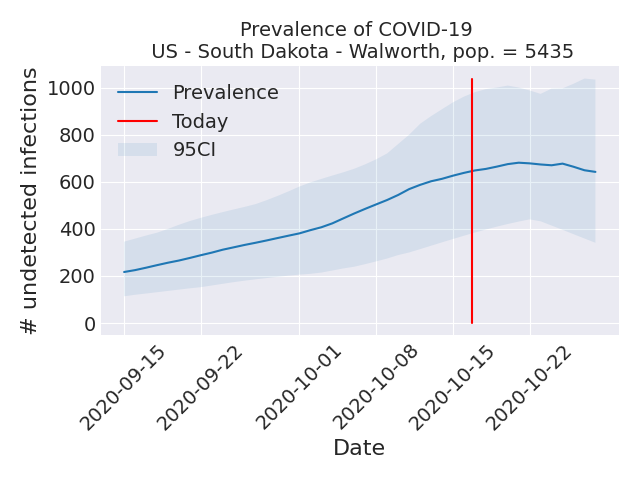 Prevalence of COVID-19
US - South Dakota - Walworth, pop. = 5435
# undetected infections
1000
800
600
400
200
0
Prevalence
Today
95CI
2020-09-15
2020-09-22
2020-10-01
2020-10-08
2020-10-15
2020-10-22
Date